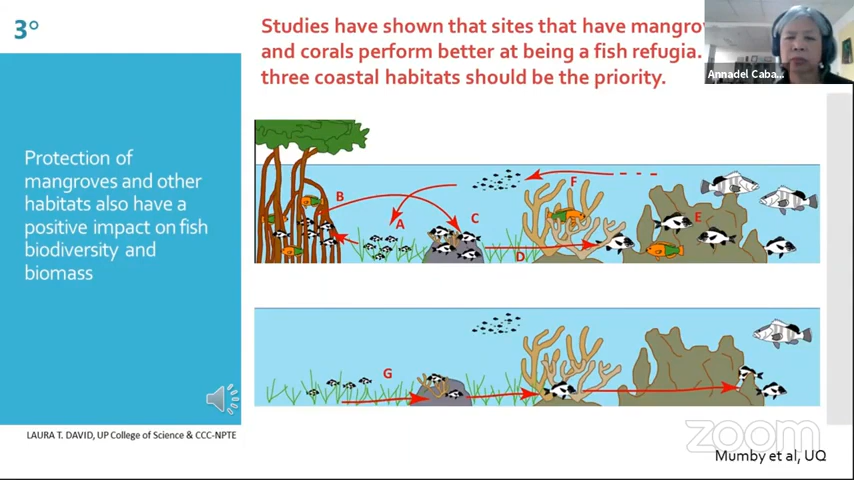 3°
Studies have shown that sites that have
and corals perform better at being a fish refugia.
three coastal habitats should be the priority.
Annadel Caba...
Protection of
mangroves and other
habitats also have a
positive impact on fish
biodiversity and
biomass
B
A
C
D
F
E
G
LAURA T. DAVID, UP College of Science & CCC-NPTE
zoom
Mumby et al, UQ